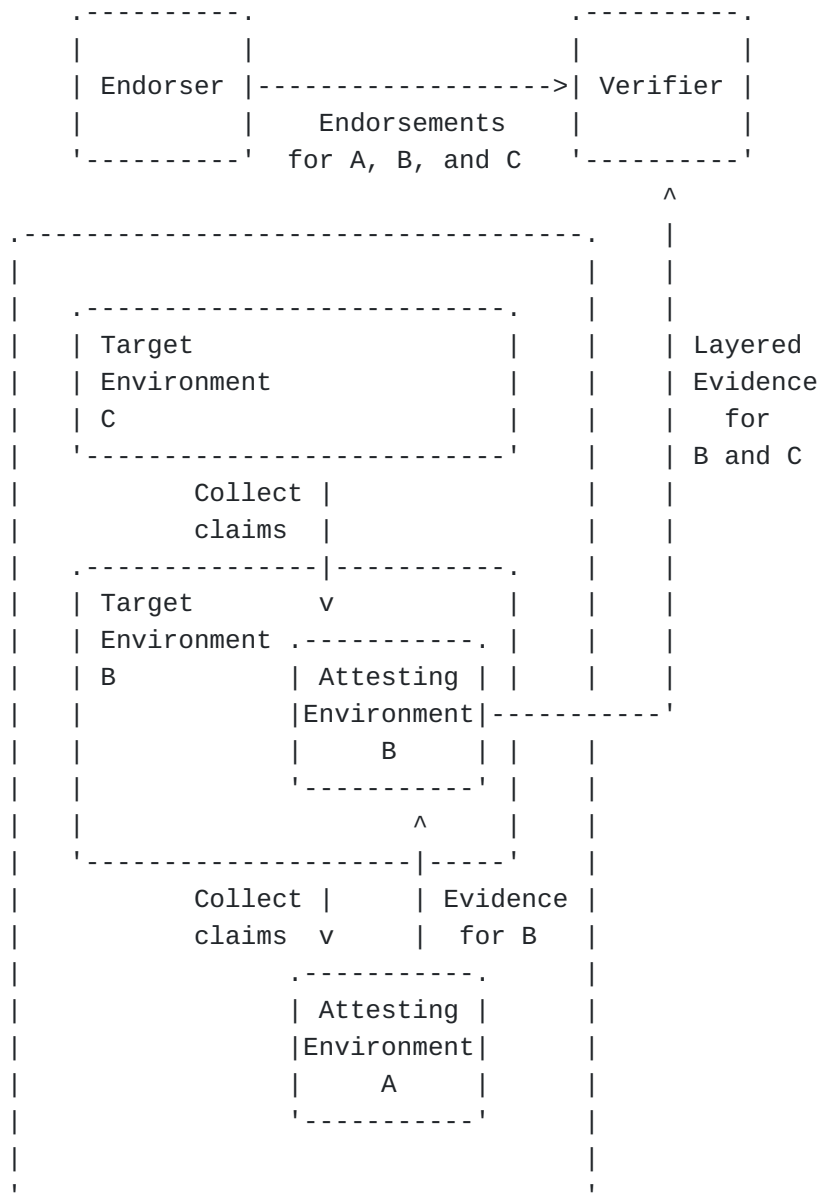 Endorser
Verifier
Endorsements
for A, B, and C
Target
Environment
C
Layered
Evidence
for
B and C
Collect
claims
Target
Environment
B
Attesting
Environment
B
Collect
claims
Evidence
for B
Attesting
Environment
A